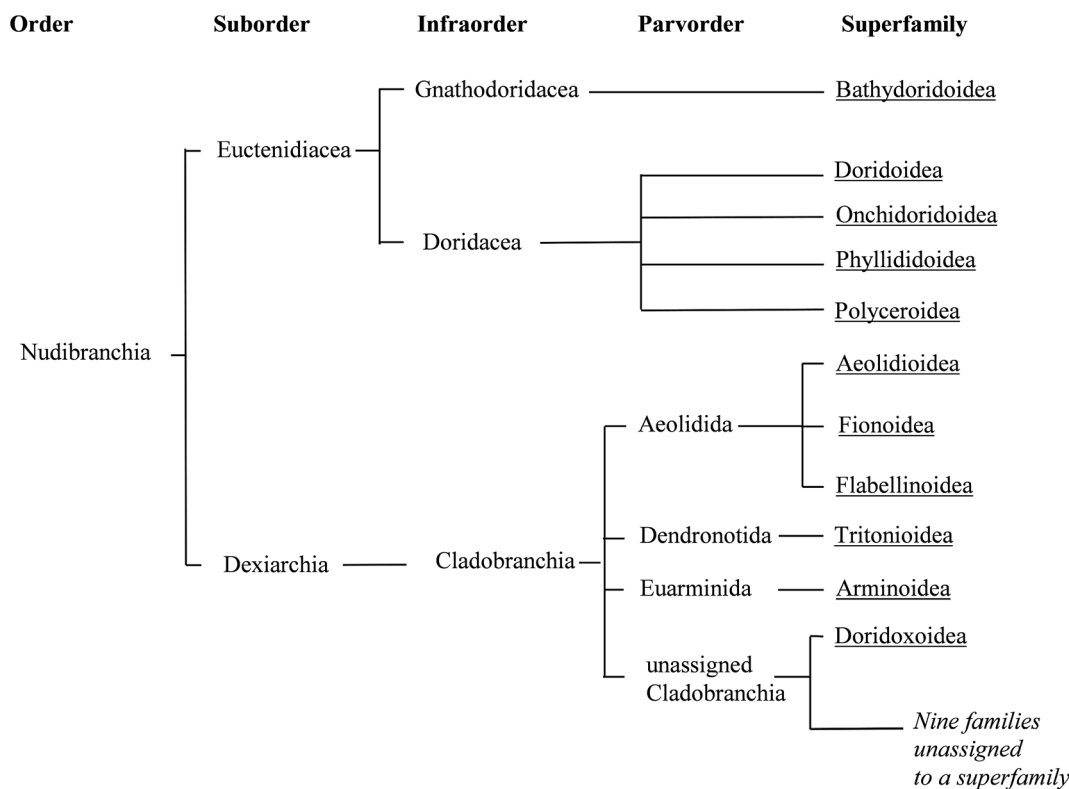 Order Suborder Infraorder Parvorder Superfamily
Gnathodoridacea Bathydoridoidea
Euctenidiacea
Doridoidea
Onchidoridoidea
Doridacea
Phyllididoidea
Polyceroidea
Nudibranchia
Aeolidioidea
Aeolidida Fionoidea
Flabellinoidea
Dendronotida Tritonioidea
Dexiarchia Cladobranchia
Euarminida Arminoidea
Doridoxoidea
unassigned
Cladobranchia
Nine families
unassigned
to a superfamily